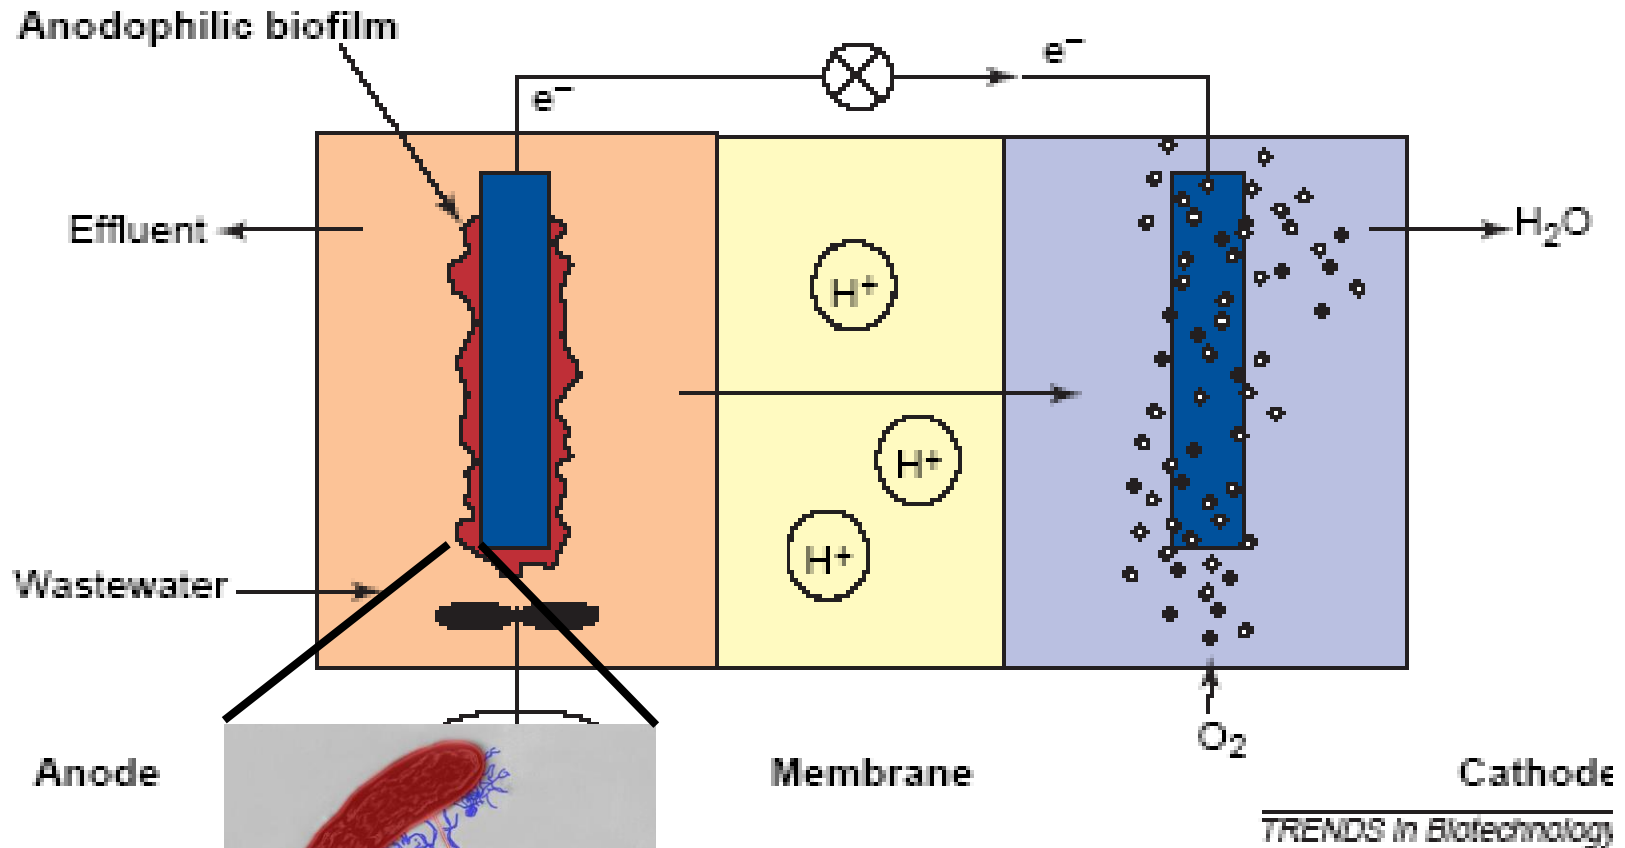 Anodophilic biofilm
e⁻
e⁻
Effluent
H₂O
H⁺
H⁺
H⁺
Wastewater
O₂
Anode
Membrane
Cathode
TRENDS in Biotechnology